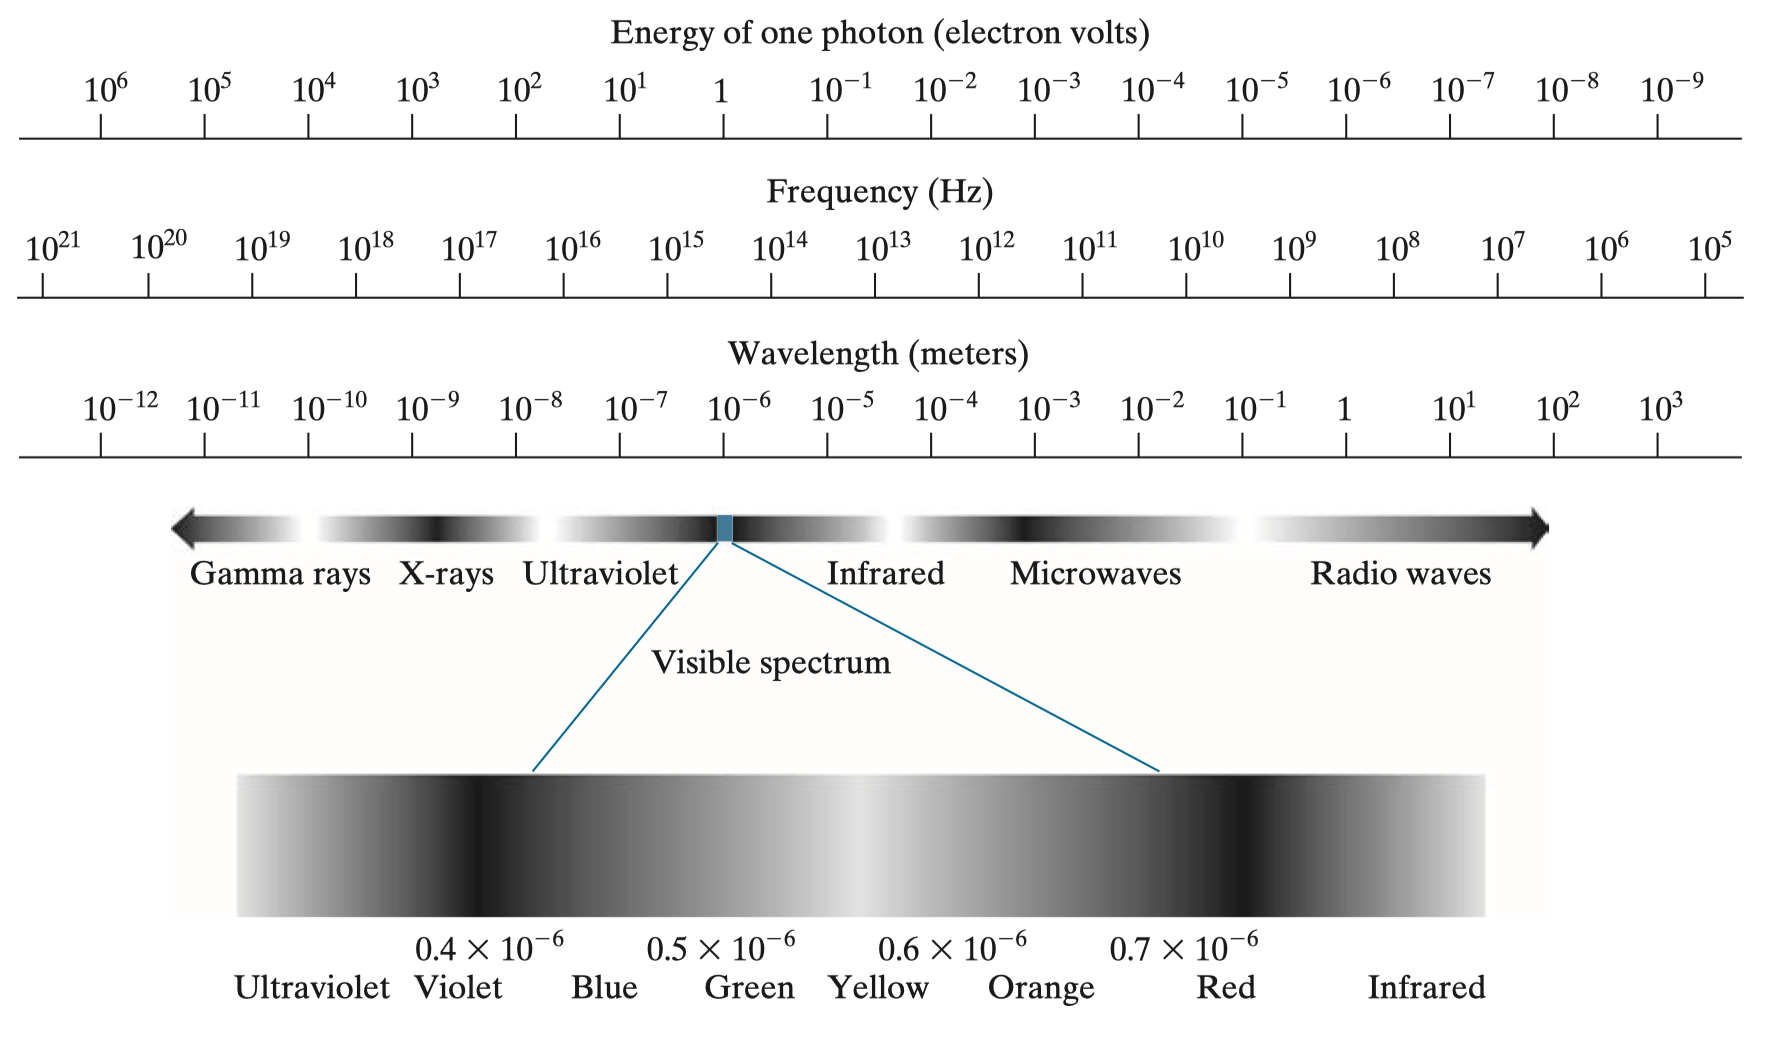 Energy of one photon (electron volts)
10⁶ 10⁵ 10⁴ 10³ 10² 10¹ 1 10⁻¹ 10⁻² 10⁻³ 10⁻⁴ 10⁻⁵ 10⁻⁶ 10⁻⁷ 10⁻⁸ 10⁻⁹
Frequency (Hz)
10²¹ 10²⁰ 10¹⁹ 10¹⁸ 10¹⁷ 10¹⁶ 10¹⁵ 10¹⁴ 10¹³ 10¹² 10¹¹ 10¹⁰ 10⁹ 10⁸ 10⁷ 10⁶ 10⁵
Wavelength (meters)
10⁻¹² 10⁻¹¹ 10⁻¹⁰ 10⁻⁹ 10⁻⁸ 10⁻⁷ 10⁻⁶ 10⁻⁵ 10⁻⁴ 10⁻³ 10⁻² 10⁻¹ 1 10¹ 10² 10³
Gamma rays X-rays Ultraviolet Infrared Microwaves Radio waves
Visible spectrum
0.4 × 10⁻⁶ 0.5 × 10⁻⁶ 0.6 × 10⁻⁶ 0.7 × 10⁻⁶
Ultraviolet Violet Blue Green Yellow Orange Red Infrared